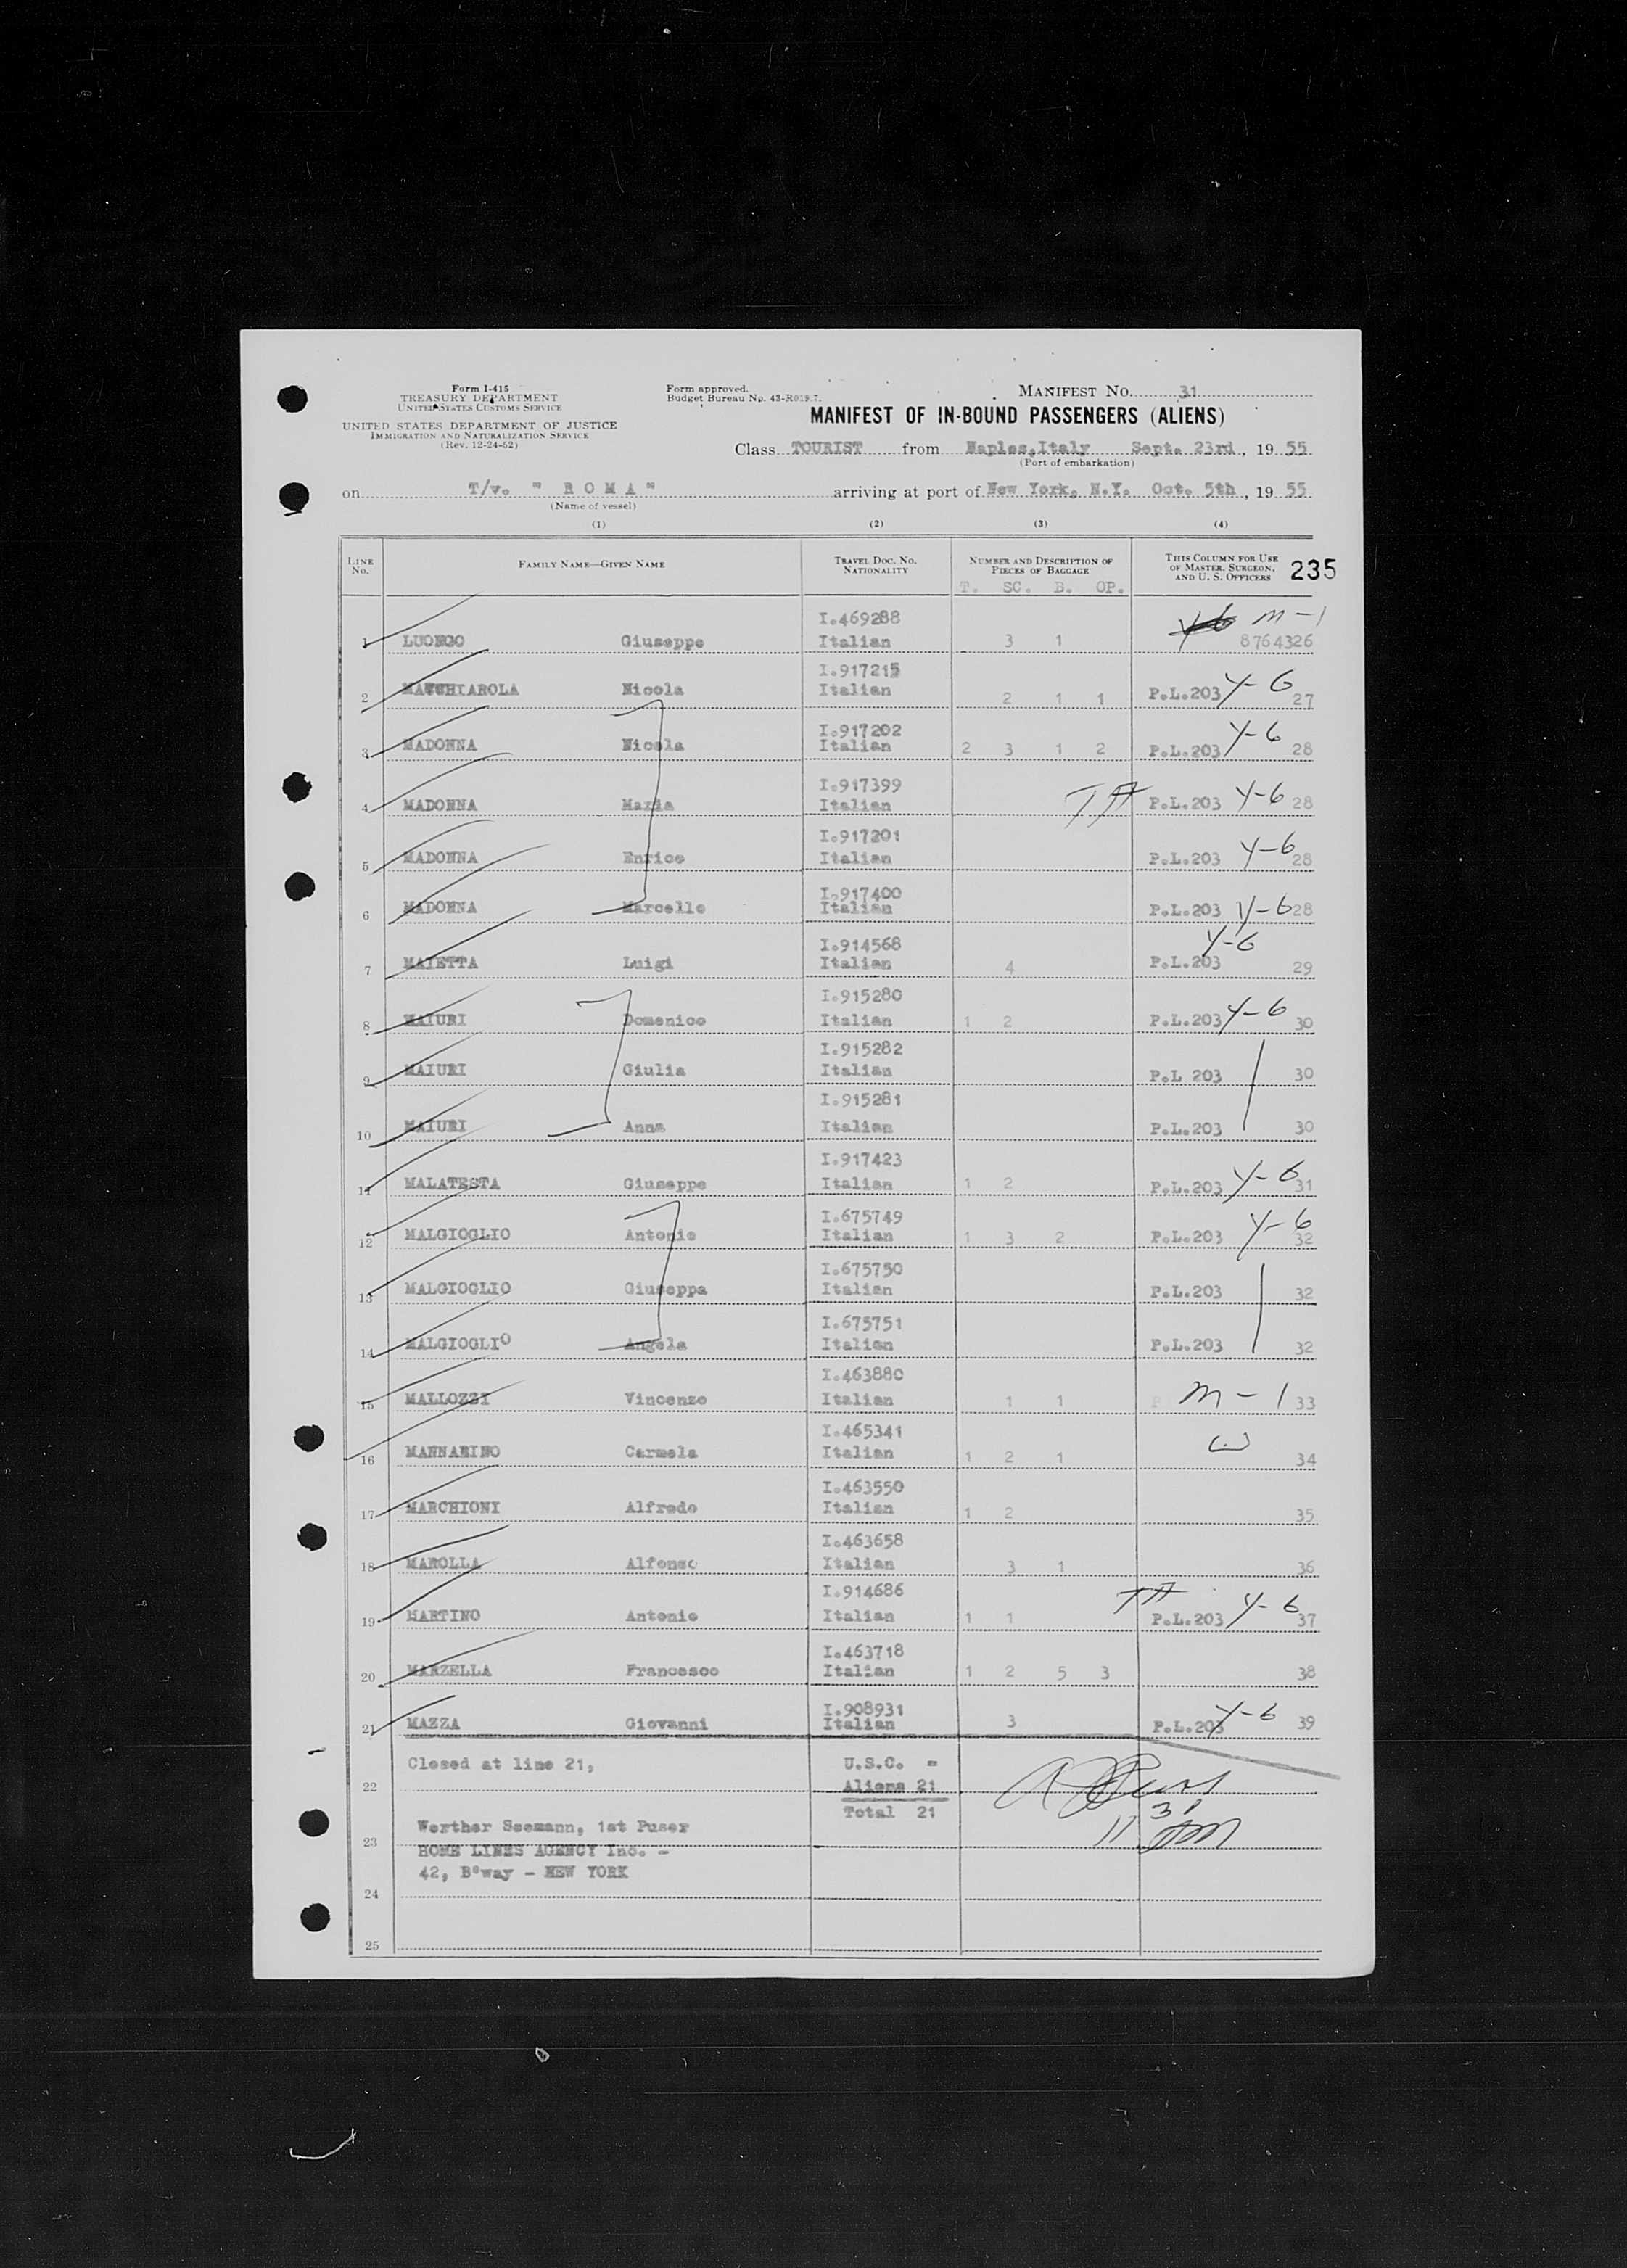 Form I-415
TREASURY DEPARTMENT
UNITED STATES CUSTOMS SERVICE
UNITED STATES DEPARTMENT OF JUSTICE
IMMIGRATION AND NATURALIZATION SERVICE
(Rev. 12-24-52)
Form approved.
Budget Bureau No. 43-R019.7.
MANIFEST NO. 31
MANIFEST OF IN-BOUND PASSENGERS (ALIENS)
Class TOURIST from Naples,Italy Sept. 23rd, 19 55
(Port of embarkation)
on T/v. " R O M A " arriving at port of New York, N.Y. Oct. 5th, 19 55
(Name of vessel)
(1) (2) (3) (4)
LINE NO. FAMILY NAME—GIVEN NAME TRAVEL DOC. NO. NATIONALITY NUMBER AND DESCRIPTION OF PIECES OF BAGGAGE THIS COLUMN FOR USE OF MASTER, SURGEON, AND U. S. OFFICERS 235
T. SC. B. OP.
I.469288 M-1
1 LUONGO Giuseppe Italian 3 1 8764326
I.917215
2 MACCHIAROLA Nicola Italian 2 1 1 P.L.203 Y-6 27
I.917202
3 MADONNA Nicola Italian 2 3 1 2 P.L.203 Y-6 28
I.917399
4 MADONNA Maria Italian P.L.203 Y-6 28
I.917201
5 MADONNA Enrico Italian P.L.203 Y-6 28
I.917400
6 MADONNA Marcello Italian P.L.203 Y-6 28
I.914568 Y-6
7 MAIETTA Luigi Italian 4 P.L.203 29
I.915280
8 MAIURI Domenico Italian 1 2 P.L.203 Y-6 30
I.915282
9 MAIURI Giulia Italian P.L 203 30
I.915281
10 MAIURI Anna Italian P.L.203 30
I.917423
11 MALATESTA Giuseppe Italian 1 2 P.L.203 Y-6 31
I.675749
12 MALGIOGLIO Antonio Italian 1 3 2 P.L.203 Y-6 32
I.675750
13 MALGIOGLIO Giuseppa Italian P.L.203 32
I.675751
14 MALGIOGLIO Angela Italian P.L.203 32
I.463880
15 MALLOZZI Vincenzo Italian 1 1 M-1 33
I.465341
16 MANNARINO Carmela Italian 1 2 1 34
I.463550
17 MARCHIONI Alfredo Italian 1 2 35
I.463658
18 MAROLLA Alfonso Italian 3 1 36
I.914686
19 MARTINO Antonio Italian 1 1 P.L.203 Y-6 37
I.463718
20 MARZELLA Francesco Italian 1 2 5 3 38
I.908931
21 MAZZA Giovanni Italian 3 P.L.203 Y-6 39
Closed at line 21, U.S.C. =
22 Aliens 21
Total 21
Werther Seemann, 1st Puser
23
HOME LINES AGENCY Inc. -
42, B'way - NEW YORK
24
25